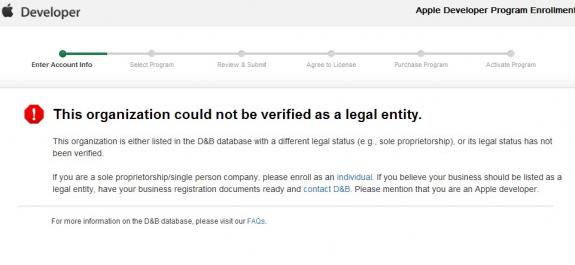 Developer
Apple Developer Program Enrollment
Enter Account Info
Select Program
Review & Submit
Agree to License
Purchase Program
Activate Program
This organization could not be verified as a legal entity.
This organization is either listed in the D&B database with a different legal status (e.g., sole proprietorship), or its legal status has not
been verified.
If you are a sole proprietorship/single person company, please enroll as an individual. If you believe your business should be listed as a
legal entity, have your business registration documents ready and contact D&B. Please mention that you are an Apple developer.
For more information on the D&B database, please visit our FAQs.